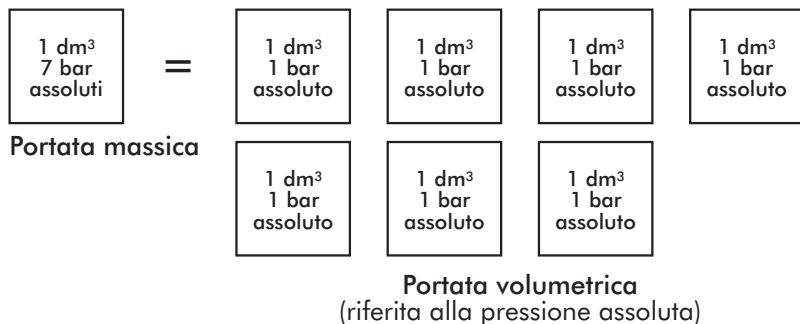 1 dm³
7 bar
assoluti
=
1 dm³
1 bar
assoluto
1 dm³
1 bar
assoluto
1 dm³
1 bar
assoluto
1 dm³
1 bar
assoluto
Portata massica
1 dm³
1 bar
assoluto
1 dm³
1 bar
assoluto
1 dm³
1 bar
assoluto
Portata volumetrica
(riferita alla pressione assoluta)